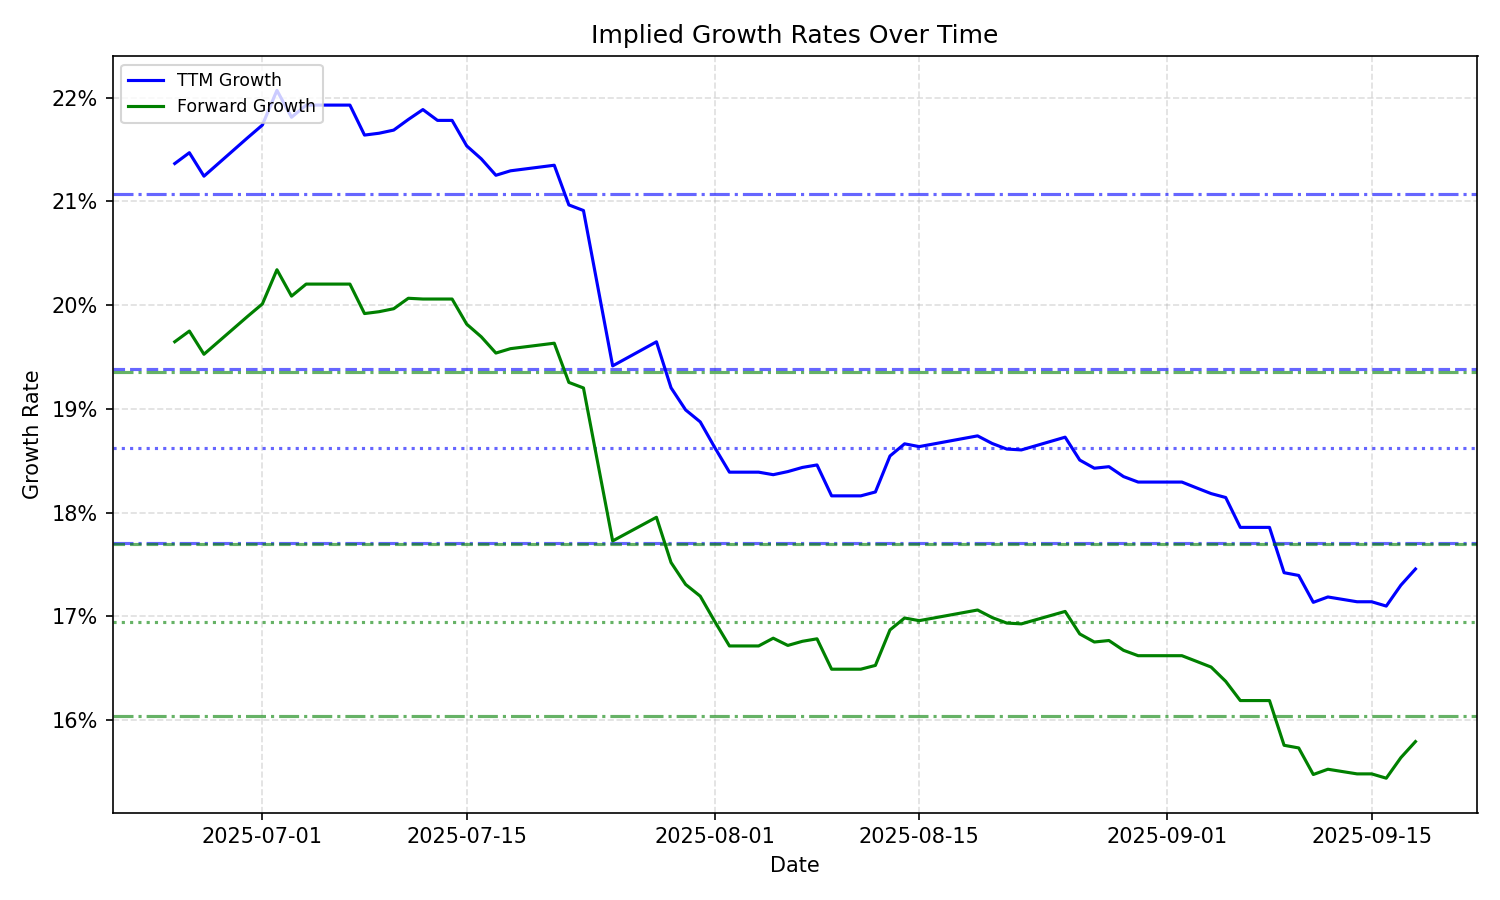 Implied Growth Rates Over Time
TTM Growth
Forward Growth
22%
21%
20%
19%
18%
17%
16%
Growth Rate
2025-07-01
2025-07-15
2025-08-01
2025-08-15
2025-09-01
2025-09-15
Date